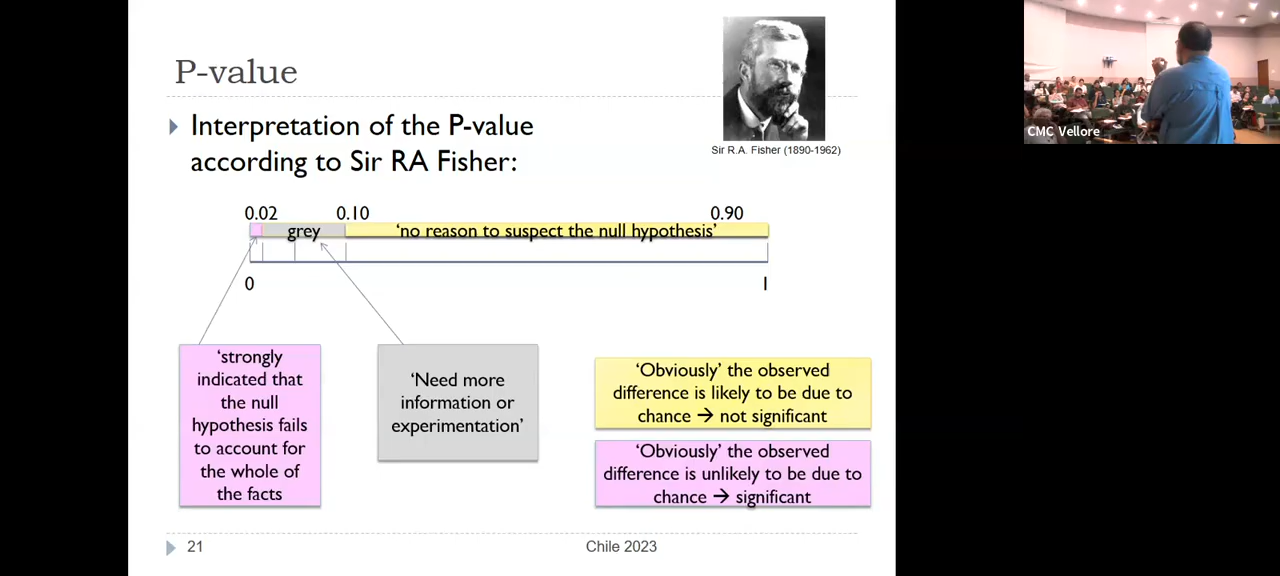 P-value
Interpretation of the P-value
according to Sir RA Fisher:
Sir R.A. Fisher (1890-1962)
CMC Vellore
0.02
0.10
0.90
grey
‘no reason to suspect the null hypothesis’
0
1
‘strongly
indicated that
the null
hypothesis fails
to account for
the whole of
the facts
‘Need more
information or
experimentation’
‘Obviously’ the observed
difference is likely to be due to
chance → not significant
‘Obviously’ the observed
difference is unlikely to be due to
chance → significant
21
Chile 2023